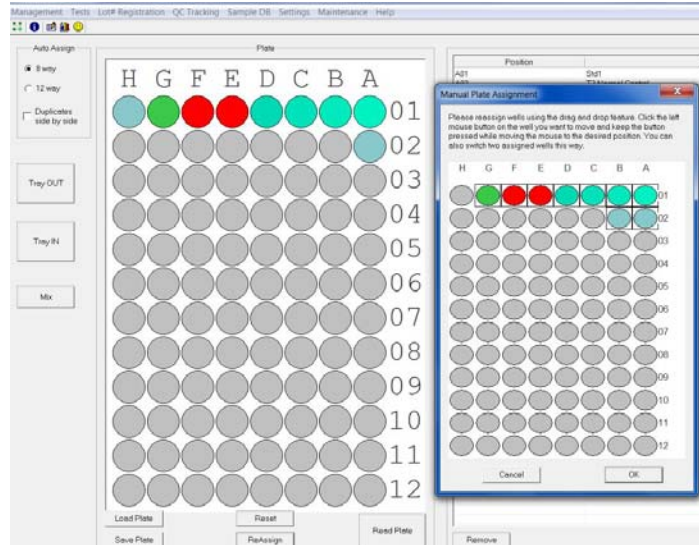 Management Tests Lot# Registration QC Tracking Sample DB Settings Maintenance Help
Auto Assign
8 way
12 way
Duplicates
side by side
Tray OUT
Tray IN
Mix
Plate
H G F E D C B A
01
02
03
04
05
06
07
08
09
10
11
12
Load Plate
Reset
Read Plate
Save Plate
ReAssign
Position
A01 Std1
Manual Plate Assignment
Please reassign wells using the drag and drop feature. Click the left
mouse button on the well you want to move and keep the button
pressed while moving the mouse to the desired position. You can
also switch two assigned wells this way.
H G F E D C B A
01
02
03
04
05
06
07
08
09
10
11
12
Cancel
OK
Remove